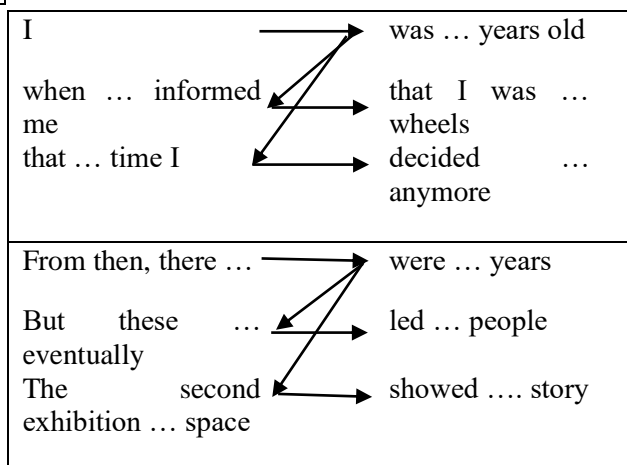 I was … years old
when … informed that I was …
me wheels
that … time I decided …
anymore
From then, there … were … years
But these … led … people
eventually
The second showed …. story
exhibition … space